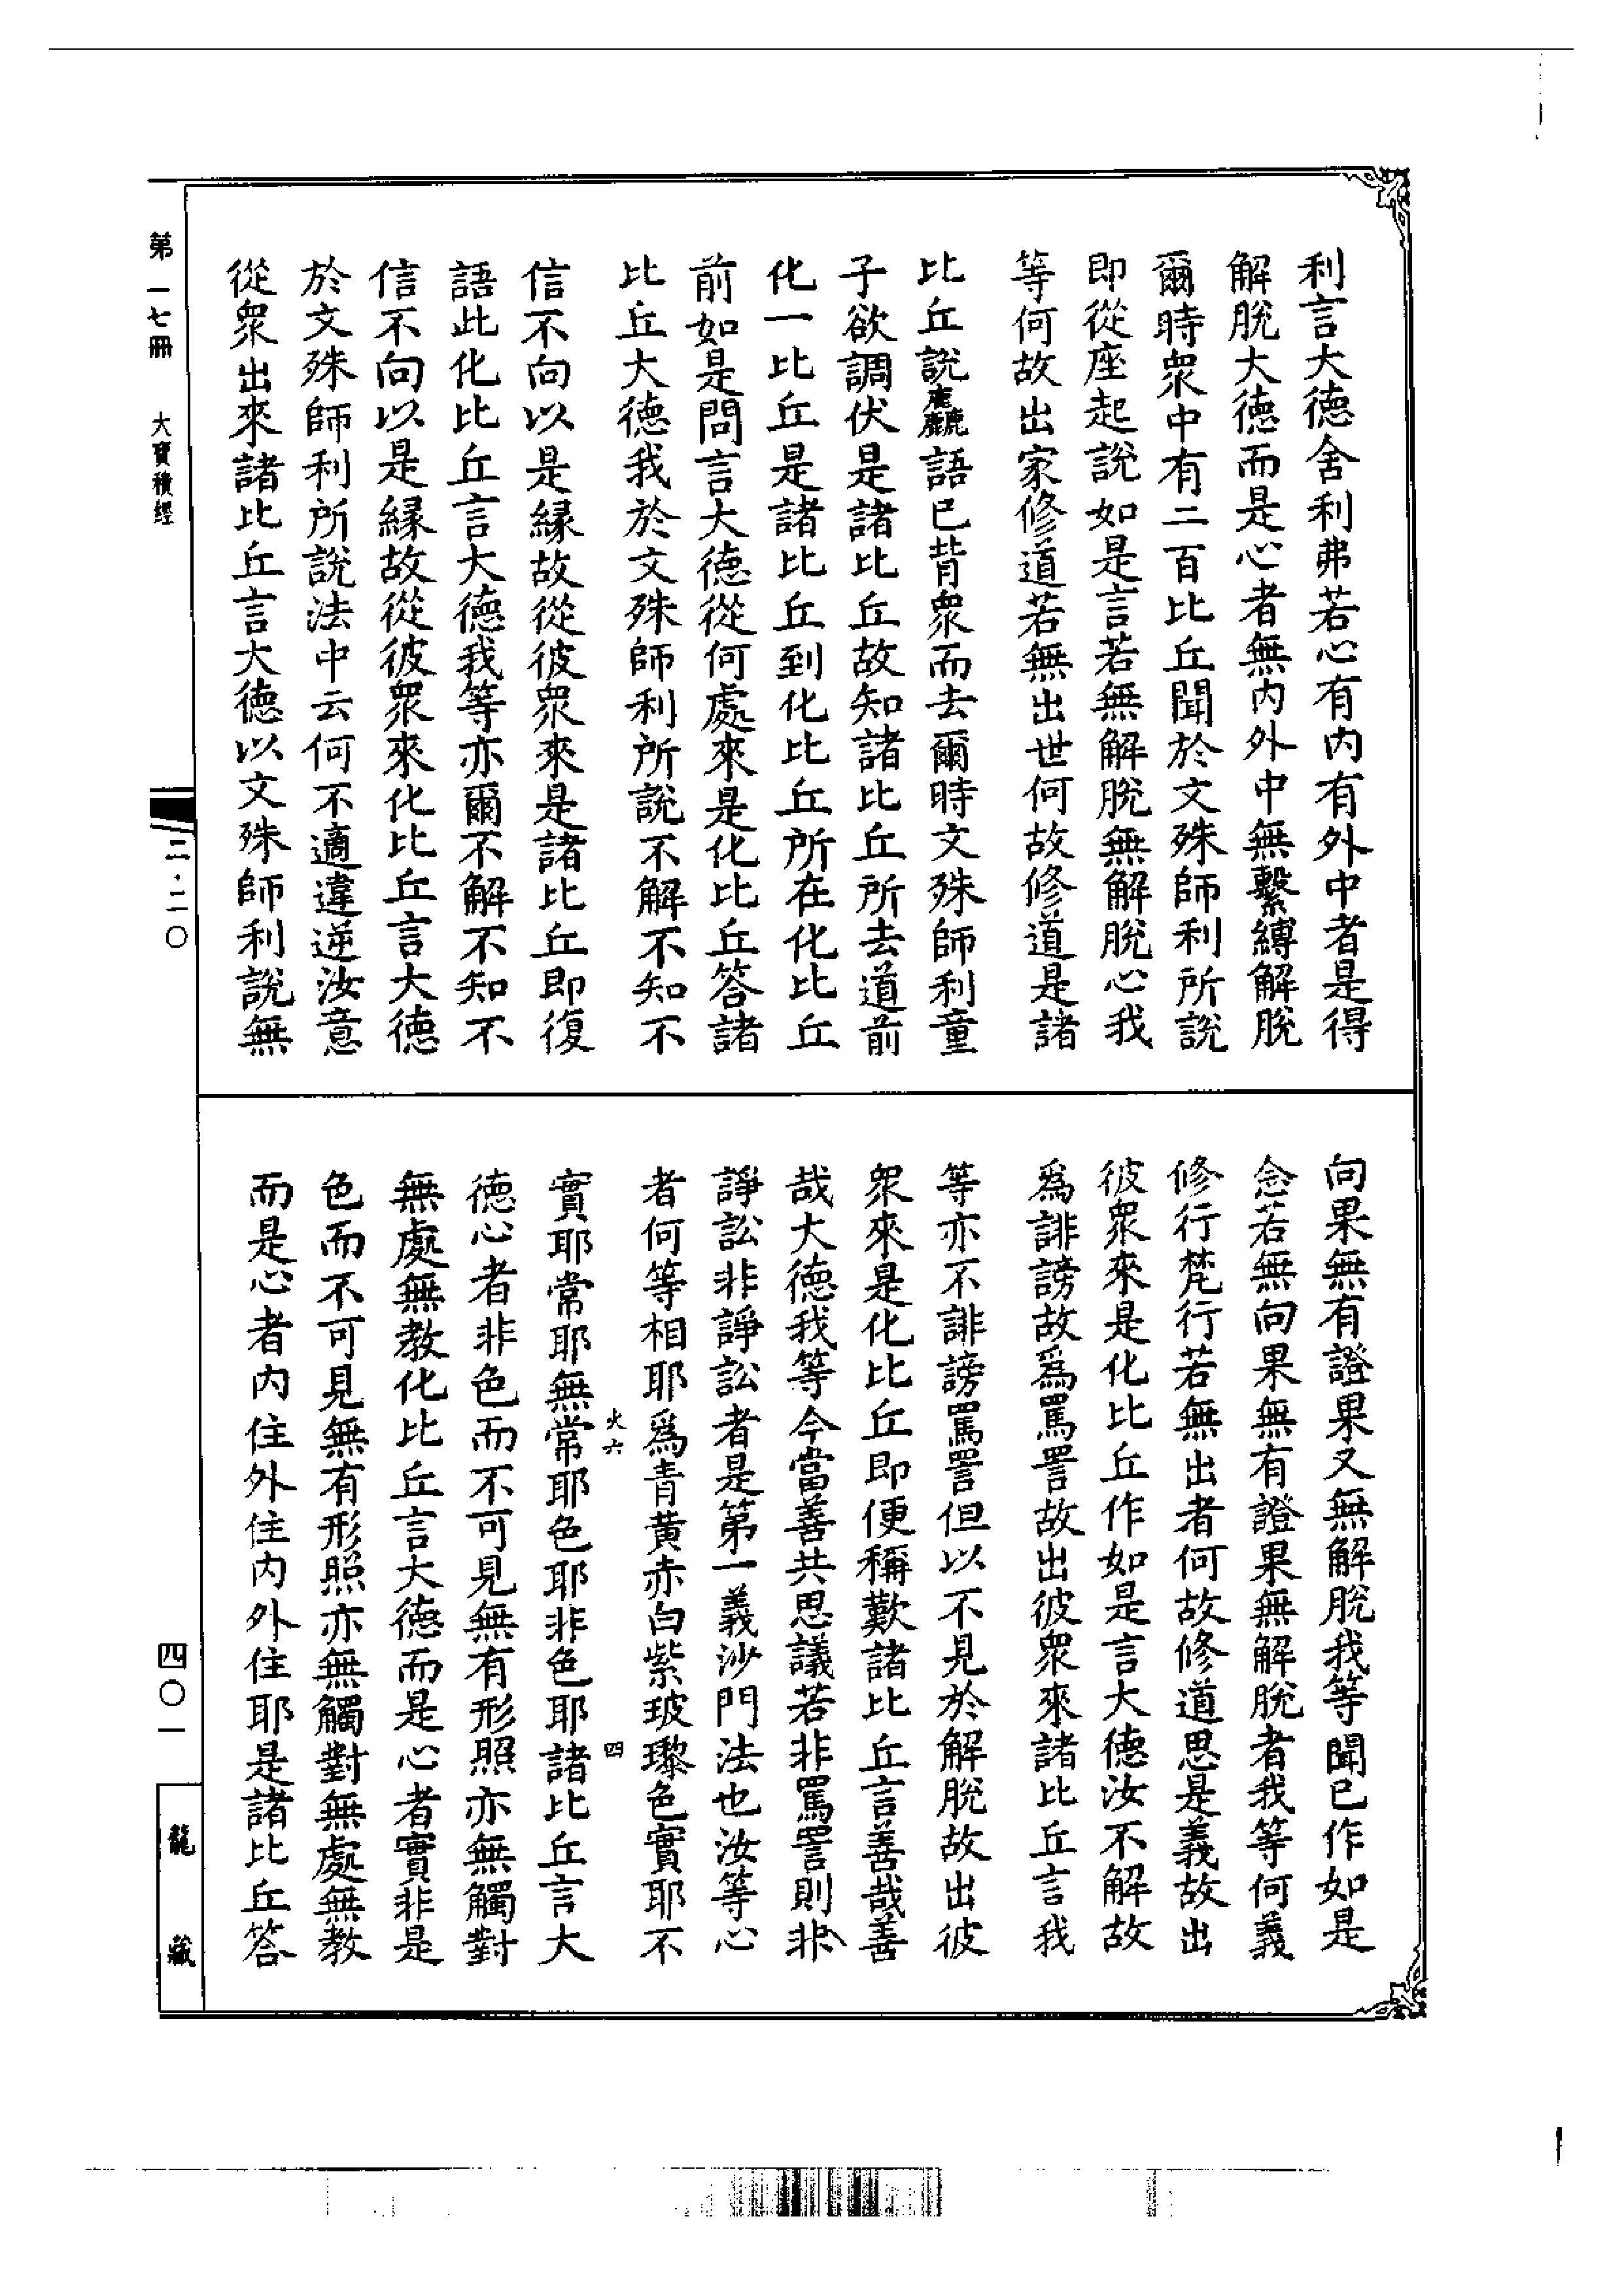 利言大德舍利弗若心有内有外中者是得
解脫大德而是心者無内外中無繫縛解脫
爾時衆中有二百比丘聞於文殊師利所說
即從座起說如是言若無解脫無解脫心我
等何故出家修道若無出世何故修道是諸
比丘說麤語已背衆而去爾時文殊師利童
子欲調伏是諸比丘故知諸比丘所去道前
化一比丘是諸比丘到化比丘所在化比丘
前如是問言大德從何處來是化比丘答諸
比丘大德我於文殊師利所說不解不知不
信不向以是縁故從彼衆來是諸比丘即復
語此化比丘言大德我等亦爾不解不知不
信不向以是縁故從彼衆來化比丘言大德
於文殊師利所說法中云何不適違逆汝意
從衆出來諸比丘言大德以文殊師利說無
向果無有證果又無解脫我等聞已作如是
念若無向果無有證果無解脫者我等何義
修行梵行若無出者何故修道思是義故出
彼衆來是化比丘作如是言大德汝不解故
爲誹謗故爲罵詈故出彼衆來諸比丘言我
等亦不誹謗罵詈但以不見於解脫故出彼
衆來是化比丘即便稱歎諸比丘言善哉善
哉大德我等今當善共思議若非罵詈則非
諍訟非諍訟者是第一義沙門法也汝等心
者何等相耶爲青黃赤白紫玻瓈色實耶不
實耶常耶無常耶色耶非色耶諸比丘言大
德心者非色而不可見無有形照亦無觸對
無處無教化比丘言大德而是心者實非是
色而不可見無有形照亦無觸對無處無教
而是心者内住外住内外住耶是諸比丘答
火六
四
第一七冊
大寶積經
二·二〇
四〇一
龍藏